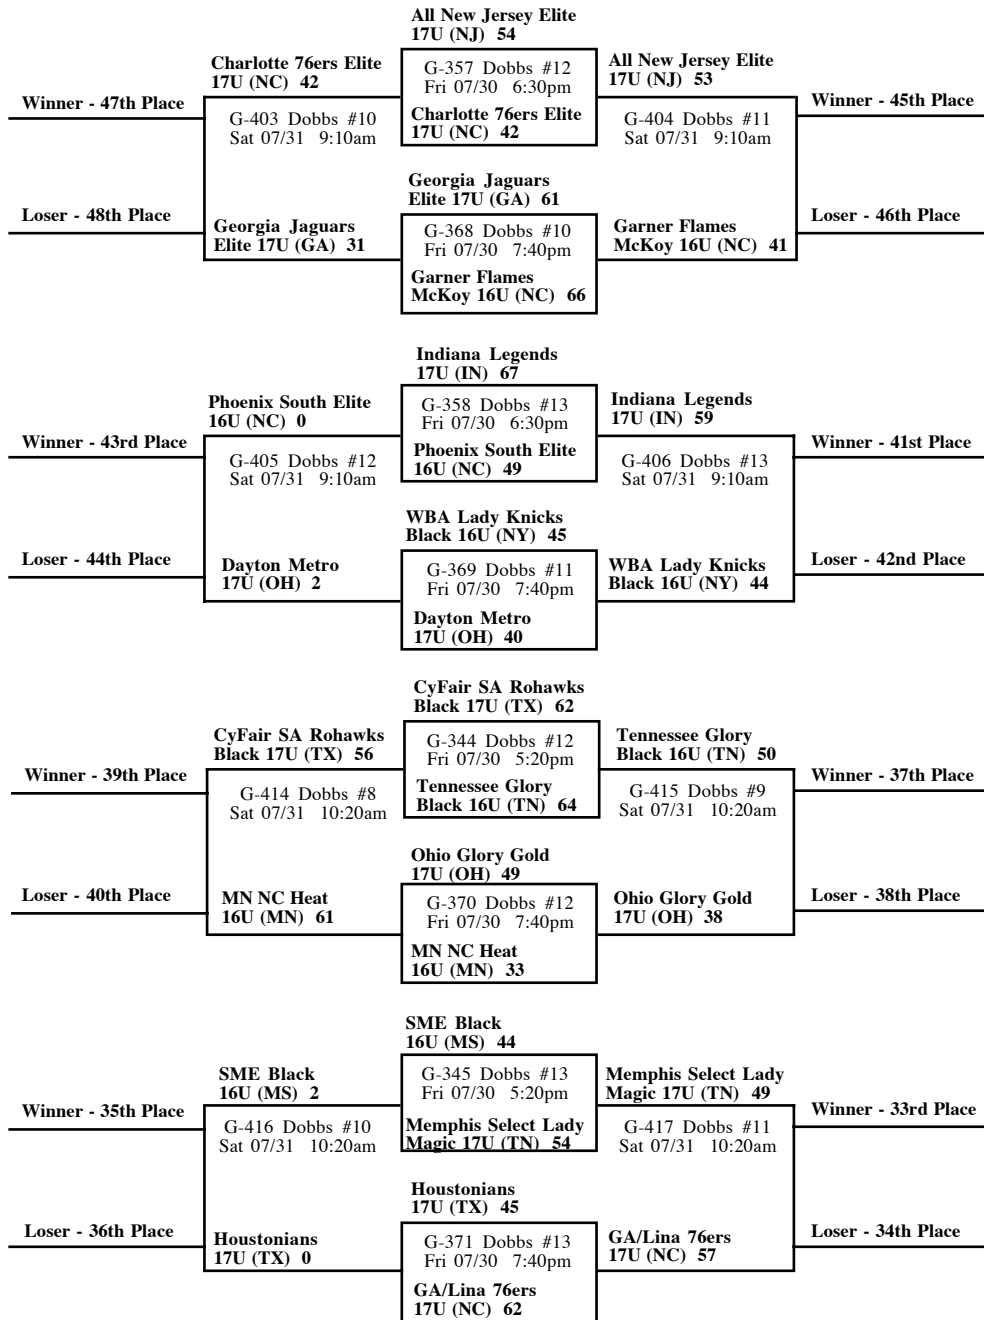 All New Jersey Elite
17U (NJ) 54
Charlotte 76ers Elite
17U (NC) 42
G-357 Dobbs #12
Fri 07/30 6:30pm
All New Jersey Elite
17U (NJ) 53
Winner - 47th Place
Winner - 45th Place
G-403 Dobbs #10
Sat 07/31 9:10am
Charlotte 76ers Elite
17U (NC) 42
G-404 Dobbs #11
Sat 07/31 9:10am
Georgia Jaguars
Elite 17U (GA) 61
Loser - 48th Place
Loser - 46th Place
Georgia Jaguars
Elite 17U (GA) 31
G-368 Dobbs #10
Fri 07/30 7:40pm
Garner Flames
McKoy 16U (NC) 41
Garner Flames
McKoy 16U (NC) 66
Indiana Legends
17U (IN) 67
Phoenix South Elite
16U (NC) 0
G-358 Dobbs #13
Fri 07/30 6:30pm
Indiana Legends
17U (IN) 59
Winner - 43rd Place
Winner - 41st Place
G-405 Dobbs #12
Sat 07/31 9:10am
Phoenix South Elite
16U (NC) 49
G-406 Dobbs #13
Sat 07/31 9:10am
WBA Lady Knicks
Black 16U (NY) 45
Loser - 44th Place
Loser - 42nd Place
Dayton Metro
17U (OH) 2
G-369 Dobbs #11
Fri 07/30 7:40pm
WBA Lady Knicks
Black 16U (NY) 44
Dayton Metro
17U (OH) 40
CyFair SA Rohawks
Black 17U (TX) 62
CyFair SA Rohawks
Black 17U (TX) 56
G-344 Dobbs #12
Fri 07/30 5:20pm
Tennessee Glory
Black 16U (TN) 50
Winner - 39th Place
Winner - 37th Place
G-414 Dobbs #8
Sat 07/31 10:20am
Tennessee Glory
Black 16U (TN) 64
G-415 Dobbs #9
Sat 07/31 10:20am
Ohio Glory Gold
17U (OH) 49
Loser - 40th Place
Loser - 38th Place
MN NC Heat
16U (MN) 61
G-370 Dobbs #12
Fri 07/30 7:40pm
Ohio Glory Gold
17U (OH) 38
MN NC Heat
16U (MN) 33
SME Black
16U (MS) 44
SME Black
16U (MS) 2
G-345 Dobbs #13
Fri 07/30 5:20pm
Memphis Select Lady
Magic 17U (TN) 49
Winner - 35th Place
Winner - 33rd Place
G-416 Dobbs #10
Sat 07/31 10:20am
Memphis Select Lady
Magic 17U (TN) 54
G-417 Dobbs #11
Sat 07/31 10:20am
Houstonians
17U (TX) 45
Loser - 36th Place
Loser - 34th Place
Houstonians
17U (TX) 0
G-371 Dobbs #13
Fri 07/30 7:40pm
GA/Lina 76ers
17U (NC) 57
GA/Lina 76ers
17U (NC) 62